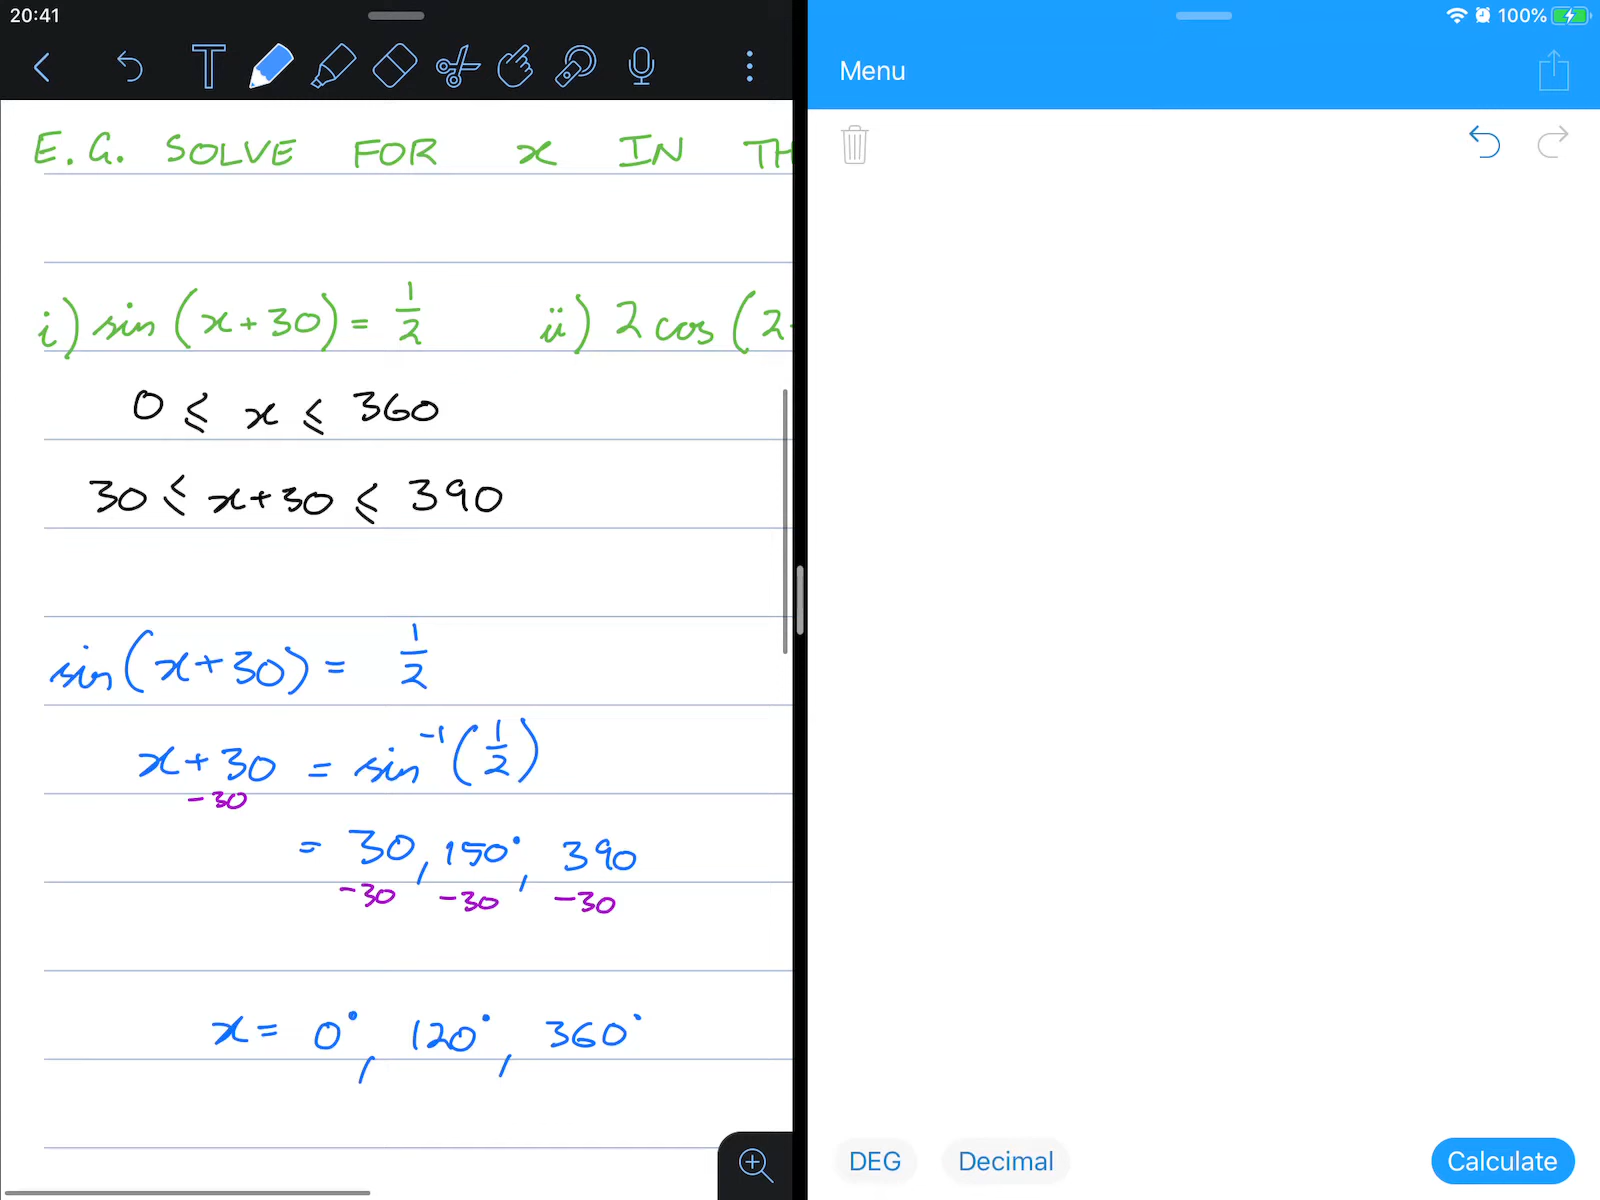 20:41
100%
Menu
E.G. SOLVE FOR x IN TH
i) sin(x+30) = 1/2 ii) 2 cos(2
0 ⩽ x ⩽ 360
30 ⩽ x+30 ⩽ 390
sin(x+30) = 1/2
x+30 = sin⁻¹(1/2)
-30
= 30, 150°, 390
-30 -30 -30
x = 0°, 120°, 360°
DEG Decimal Calculate